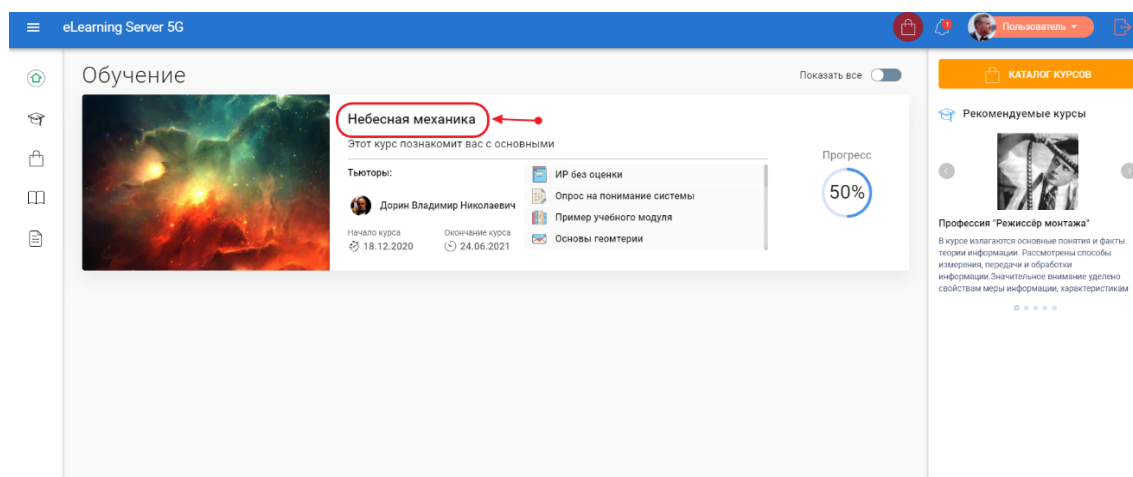 eLearning Server 5G
Пользователь
Обучение
Показать все
Небесная механика
Этот курс познакомит вас с основными
Тьюторы:
Дорин Владимир Николаевич
Начало курса
18.12.2020
Окончание курса
24.06.2021
ИР без оценки
Опрос на понимание системы
Пример учебного модуля
Основы геомтерии
Прогресс
50%
КАТАЛОГ КУРСОВ
Рекомендуемые курсы
Профессия "Режиссёр монтажа"
В курсе излагаются основные понятия и факты
теории информации. Рассмотрены способы
измерения, передачи и обработки
информации.Значительное внимание уделено
свойствам меры информации, характеристикам